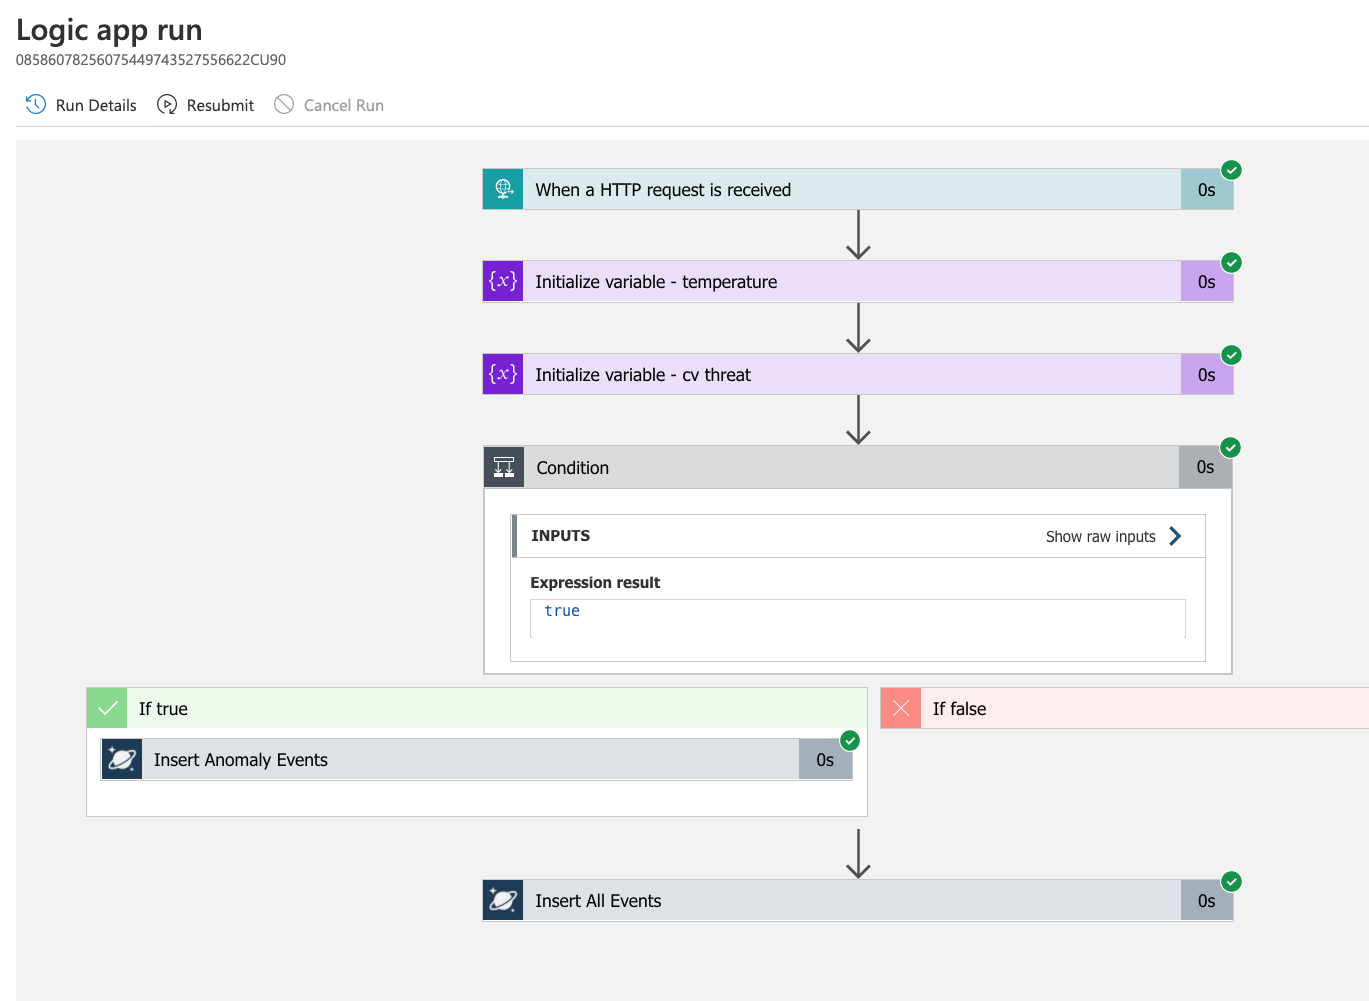 Logic app run
08586078256075449743527556622CU90
Run Details Resubmit Cancel Run
When a HTTP request is received 0s
{x} Initialize variable - temperature 0s
{x} Initialize variable - cv threat 0s
Condition 0s
INPUTS Show raw inputs
Expression result
true
If true
If false
Insert Anomaly Events 0s
Insert All Events 0s